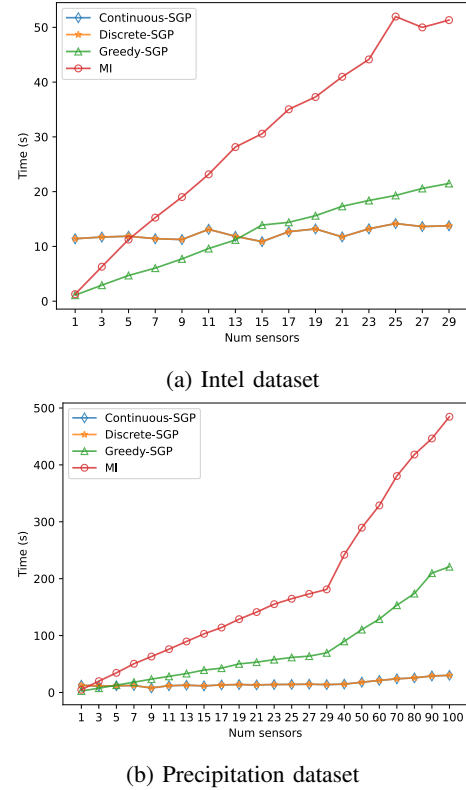 50
40
30
20
10
0
Time (s)
Continuous-SGP
Discrete-SGP
Greedy-SGP
MI
1 3 5 7 9 11 13 15 17 19 21 23 25 27 29
Num sensors
(a) Intel dataset
500
400
300
200
100
0
Time (s)
Continuous-SGP
Discrete-SGP
Greedy-SGP
MI
1 3 5 7 9 11 13 15 17 19 21 23 25 27 29 40 50 60 70 80 90 100
Num sensors
(b) Precipitation dataset